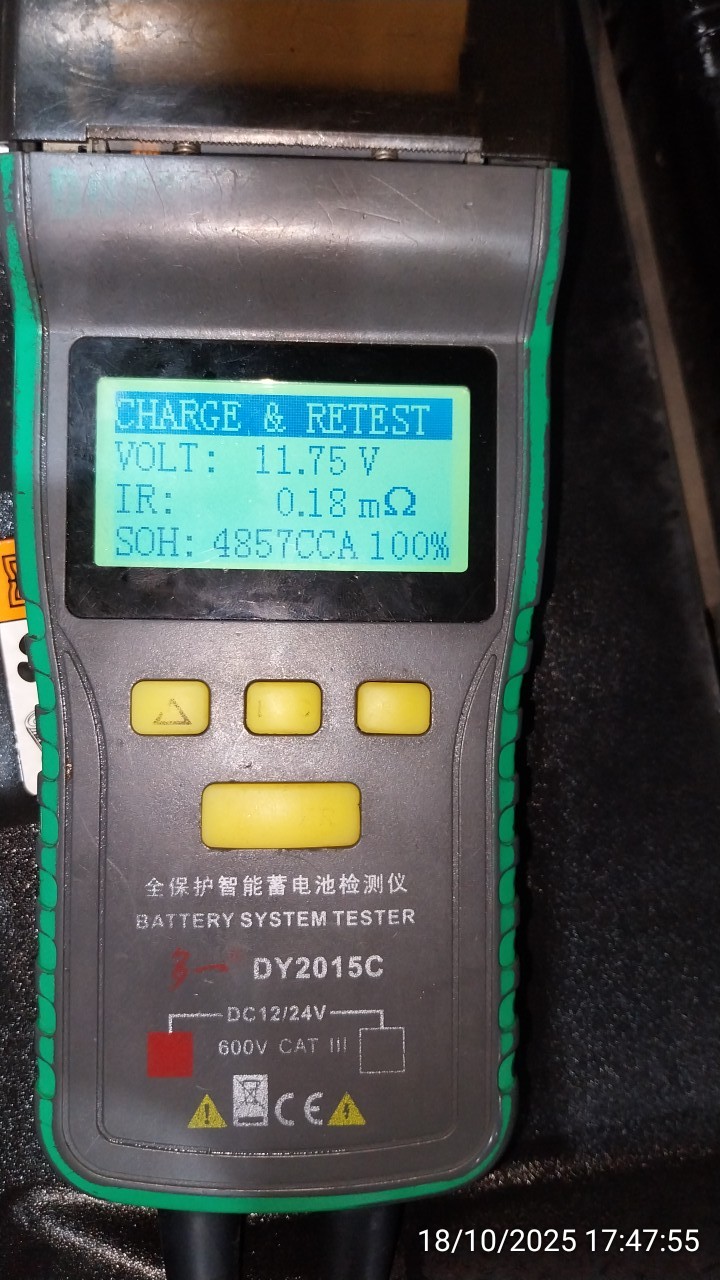 CHARGE & RETEST
VOLT: 11.75 V
IR: 0.18 mΩ
SOH: 4857CCA 100%
全保护智能蓄电池检测仪
BATTERY SYSTEM TESTER
DY2015C
DC12/24V
600V CAT III
CE
18/10/2025 17:47:55